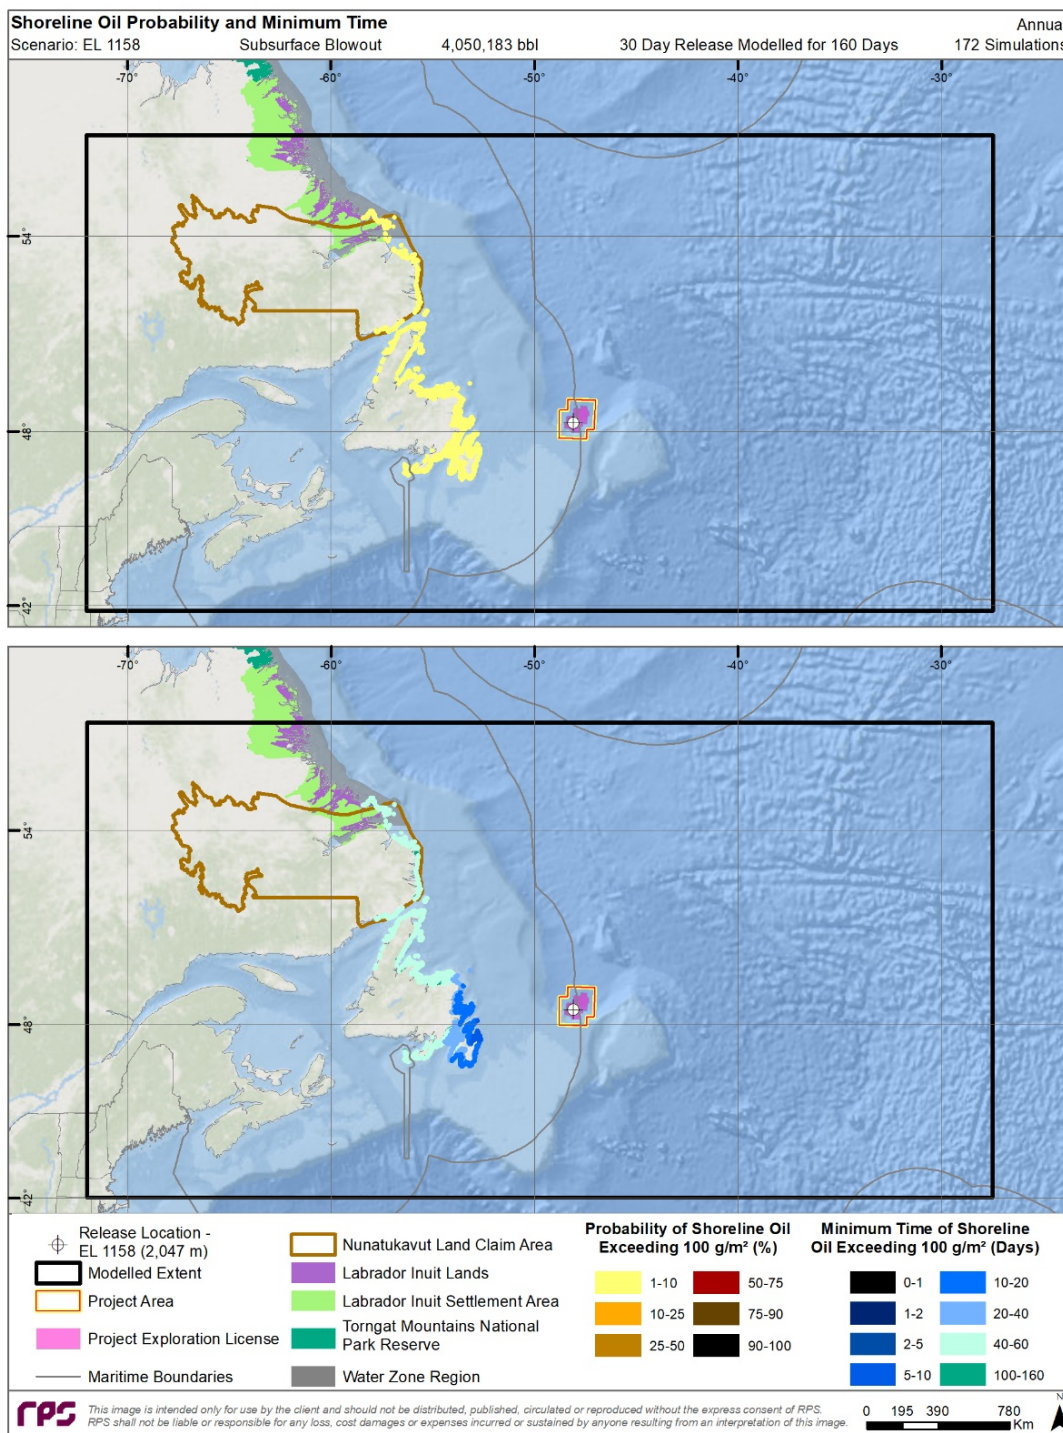 Shoreline Oil Probability and Minimum Time
Annual
Scenario: EL 1158 Subsurface Blowout 4,050,183 bbl 30 Day Release Modelled for 160 Days 172 Simulations
-70° -60° -50° -40° -30°
54°
48°
42°
-70° -60° -50° -40° -30°
54°
48°
42°
Release Location -
EL 1158 (2,047 m)
Modelled Extent
Project Area
Project Exploration License
Maritime Boundaries
Nunatukavut Land Claim Area
Labrador Inuit Lands
Labrador Inuit Settlement Area
Torngat Mountains National
Park Reserve
Water Zone Region
Probability of Shoreline Oil
Exceeding 100 g/m² (%)
1-10 50-75
10-25 75-90
25-50 90-100
Minimum Time of Shoreline
Oil Exceeding 100 g/m² (Days)
0-1 10-20
1-2 20-40
2-5 40-60
5-10 100-160
rps
This image is intended only for use by the client and should not be distributed, published, circulated or reproduced without the express consent of RPS.
RPS shall not be liable or responsible for any loss, cost damages or expenses incurred or sustained by anyone resulting from an interpretation of this image.
0 195 390 780
Km
N